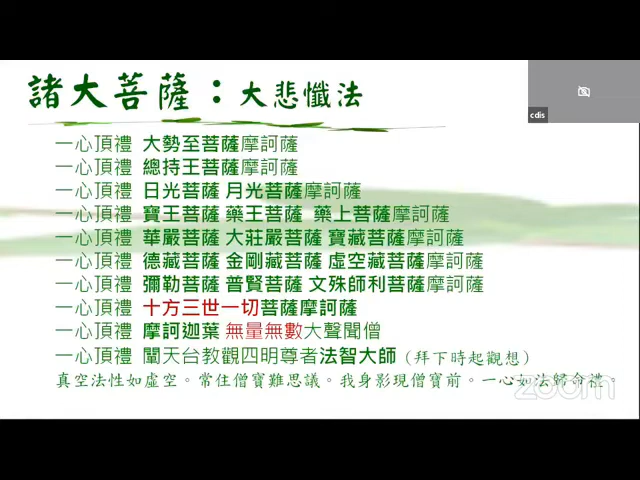 諸大菩薩：大悲懺法
cdis
一心頂禮 大勢至菩薩摩訶薩
一心頂禮 總持王菩薩摩訶薩
一心頂禮 日光菩薩 月光菩薩摩訶薩
一心頂禮 寶王菩薩 藥王菩薩 藥上菩薩摩訶薩
一心頂禮 華嚴菩薩 大莊嚴菩薩 寶藏菩薩摩訶薩
一心頂禮 德藏菩薩 金剛藏菩薩 虛空藏菩薩摩訶薩
一心頂禮 彌勒菩薩 普賢菩薩 文殊師利菩薩摩訶薩
一心頂禮 十方三世一切菩薩摩訶薩
一心頂禮 摩訶迦葉 無量無數大聲聞僧
一心頂禮 闡天台教觀四明尊者法智大師（拜下時起觀想）
真空法性如虛空。常住僧寶難思議。我身影現僧寶前。一心如法歸命禮。
zoom